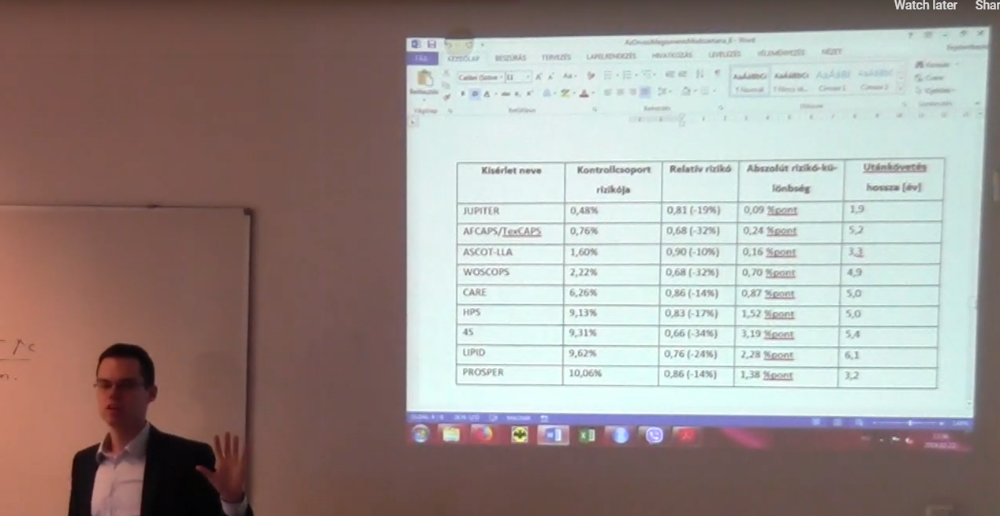 Watch later Shar
AzOrvosiMegismeresModszertana_6 - Word
FÁJL KEZDŐLAP BESZÚRÁS TERVEZÉS LAPELRENDEZÉS HIVATKOZÁS LEVELEZÉS VÉLEMÉNYEZÉS NÉZET
Calibri 11
Kísérlet neve Kontrollcsoport rizikója Relatív rizikó Abszolút rizikó-kü-lönbség Utánkövetés hossza [év]
JUPITER 0,48% 0,81 (-19%) 0,09 %pont 1,9
AFCAPS/TexCAPS 0,76% 0,68 (-32%) 0,24 %pont 5,2
ASCOT-LLA 1,60% 0,90 (-10%) 0,16 %pont 3,3
WOSCOPS 2,22% 0,68 (-32%) 0,70 %pont 4,9
CARE 6,26% 0,86 (-14%) 0,87 %pont 5,0
HPS 9,13% 0,83 (-17%) 1,52 %pont 5,0
4S 9,31% 0,66 (-34%) 3,19 %pont 5,4
LIPID 9,62% 0,76 (-24%) 2,28 %pont 6,1
PROSPER 10,06% 0,86 (-14%) 1,38 %pont 3,2